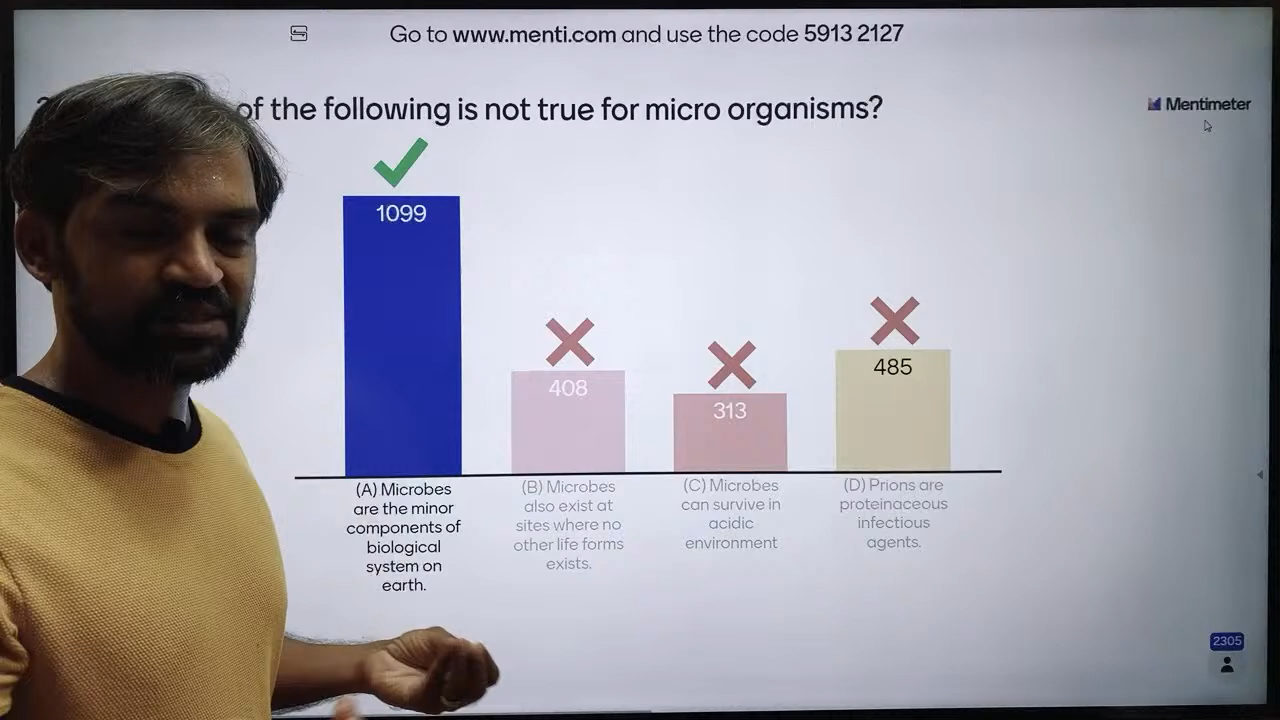 Go to www.menti.com and use the code 5913 2127
of the following is not true for micro organisms?
Mentimeter
1099
408
313
485
(A) Microbes
are the minor
components of
biological
system on
earth.
(B) Microbes
also exist at
sites where no
other life forms
exists.
(C) Microbes
can survive in
acidic
environment
(D) Prions are
proteinaceous
infectious
agents.
2305